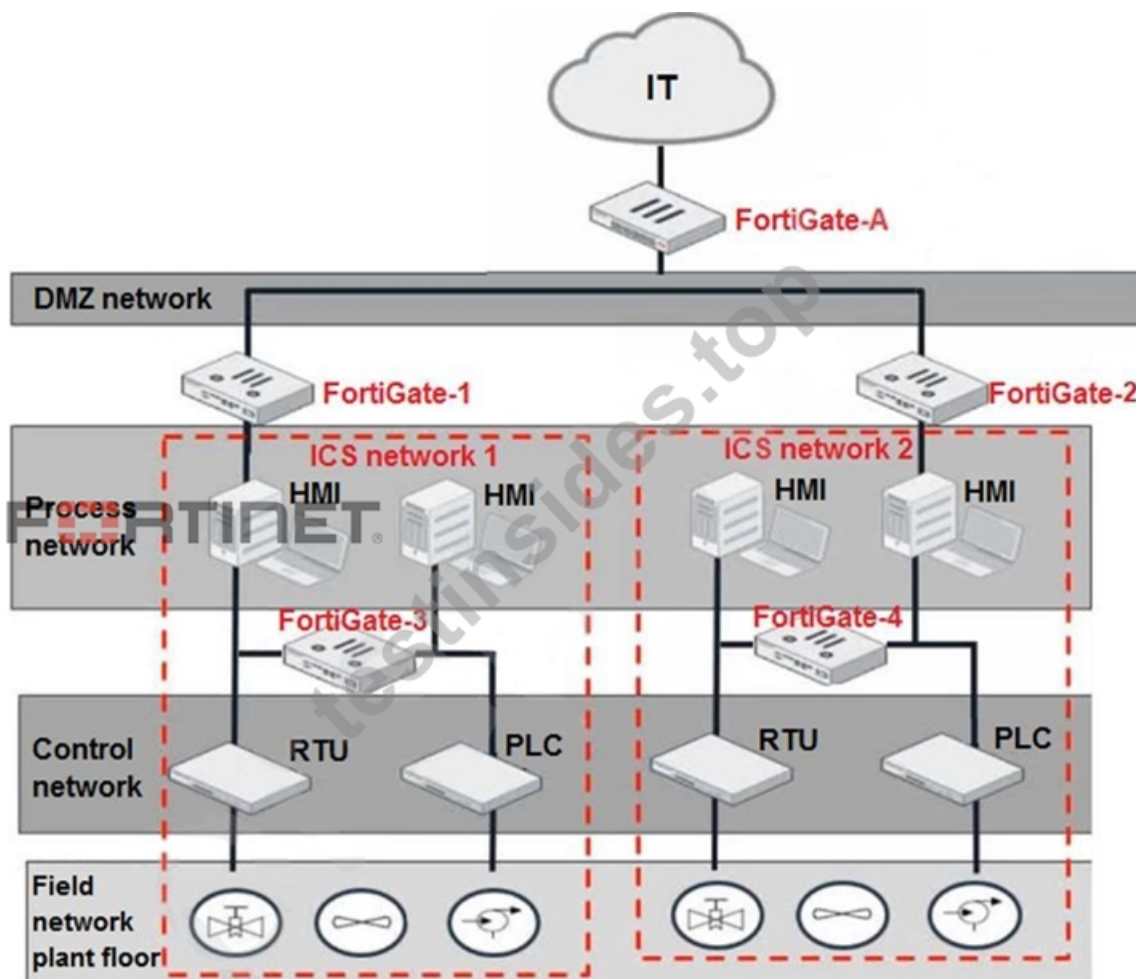 IT
FortiGate-A
DMZ network
FortiGate-1
FortiGate-2
ICS network 1
ICS network 2
HMI
HMI
HMI
HMI
Process
network
FORTINET®
FortiGate-3
FortiGate-4
Control
network
RTU
PLC
RTU
PLC
Field
network
plant floor
testinsides.top